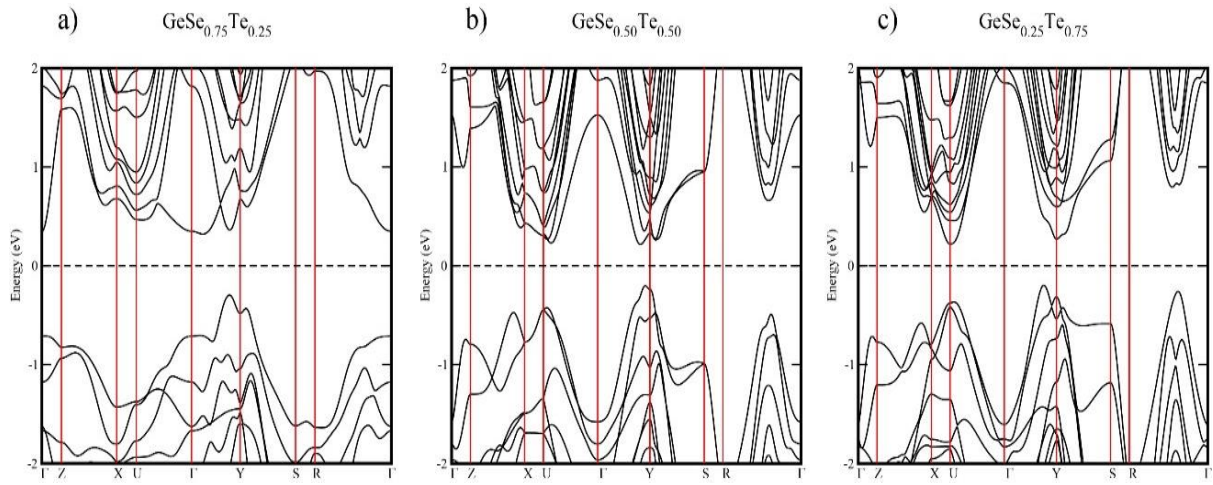 a) GeSe0.75Te0.25
b) GeSe0.50Te0.50
c) GeSe0.25Te0.75
Energy (eV)
2
1
0
-1
-2
Γ Z X U Γ Y S R Γ
Energy (eV)
2
1
0
-1
-2
Γ Z X U Γ Y S R Γ
Energy (eV)
2
1
0
-1
-2
Γ Z X U Γ Y S R Γ